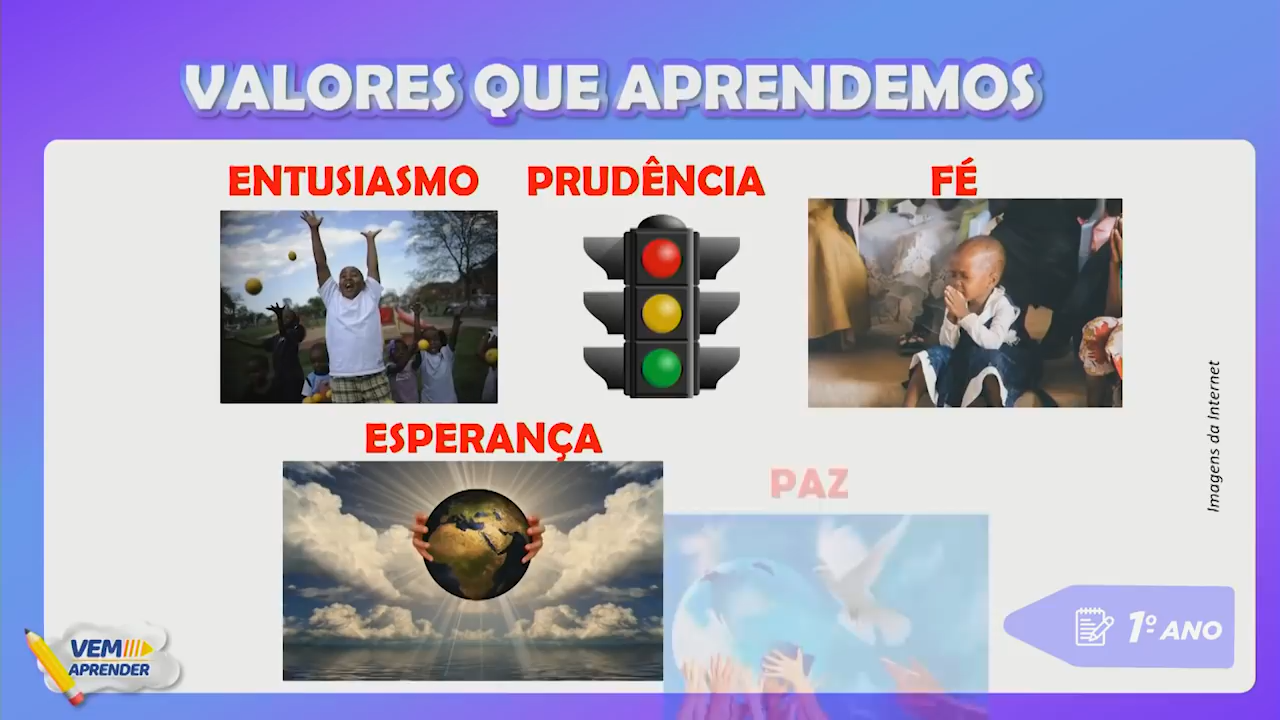 VALORES QUE APRENDEMOS
ENTUSIASMO
PRUDÊNCIA
FÉ
ESPERANÇA
PAZ
Imagens da Internet
1º ANO
VEM
APRENDER